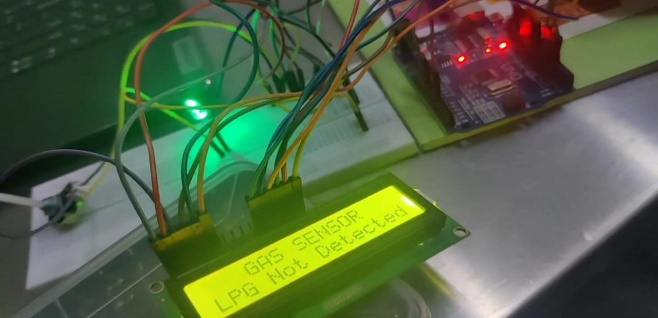 GAS SENSOR
LPG Not Detected